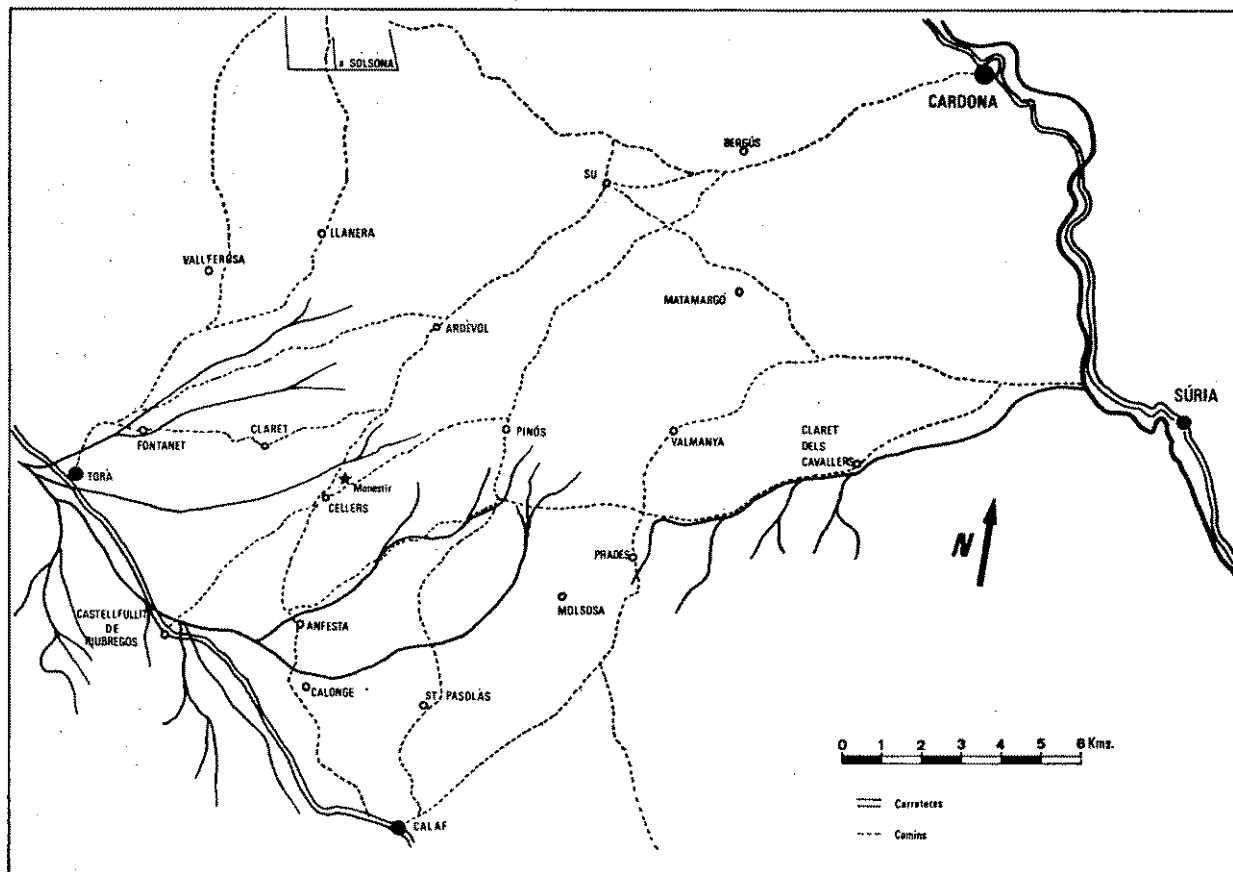 SOLSONA
CARDONA
BERGÚS
SU
LLANERA
VALLFEROSA
MATAMARGÓ
ARDÈVOL
SÚRIA
FONTANET
CLARET
PINÓS
VALMANYA
CLARET
DELS
CAVALLERS
TORÀ
Monestir
CELLERS
N
PRADES
MOLSOSA
CASTELLFULLIT
DE
RIUBREGOS
ANFESTA
CALONGE
ST. PASOLÀS
0 1 2 3 4 5 6 Kms.
Carreteres
CALAF
Camins